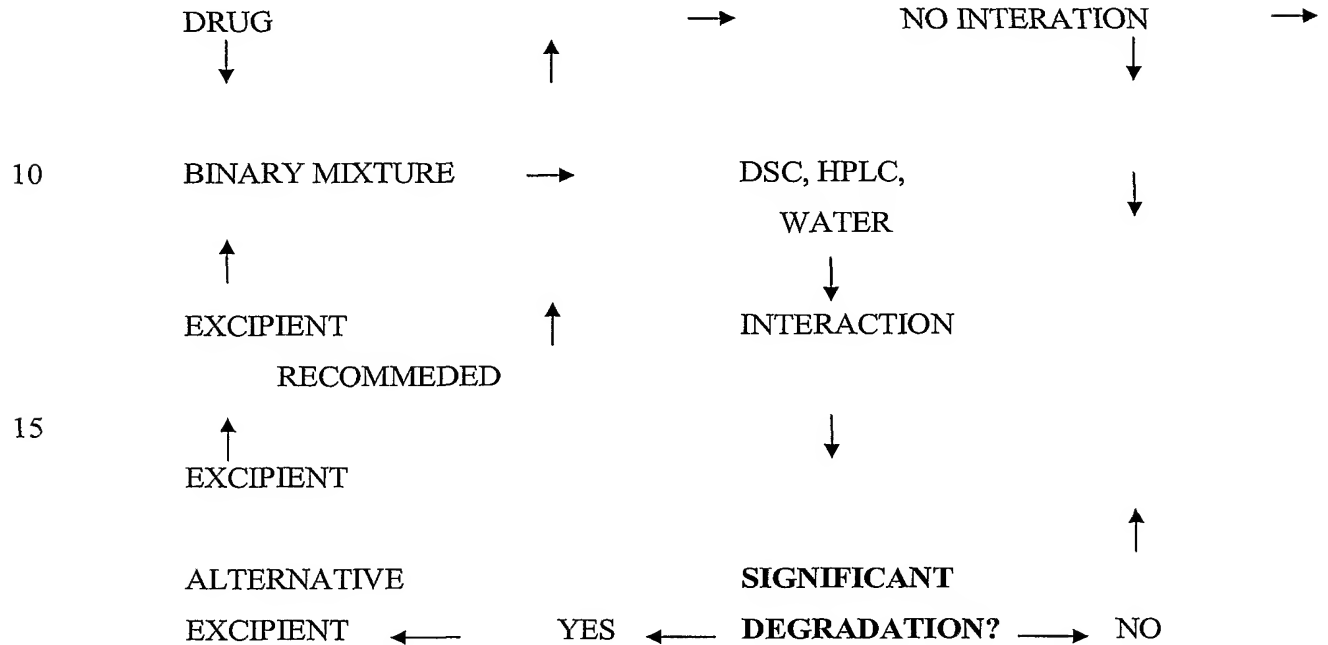 DRUG → NO INTERATION →
↓ ↑ ↓
10 BINARY MIXTURE → DSC, HPLC, ↓
WATER
↑ ↓
EXCIPIENT ↑ INTERACTION
RECOMMEDED
15 ↑ ↓
EXCIPIENT
↑
ALTERNATIVE SIGNIFICANT
EXCIPIENT ← YES ← DEGRADATION? → NO